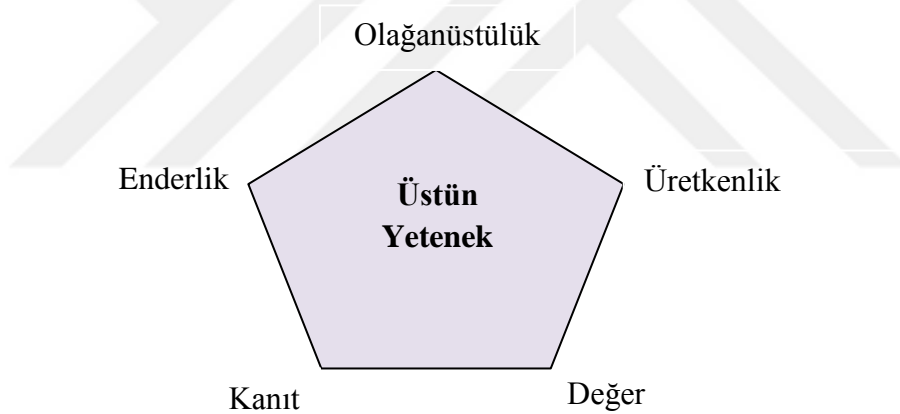 Olağanüstülük
Enderlik
Üretkenlik
Üstün
Yetenek
Kanıt
Değer